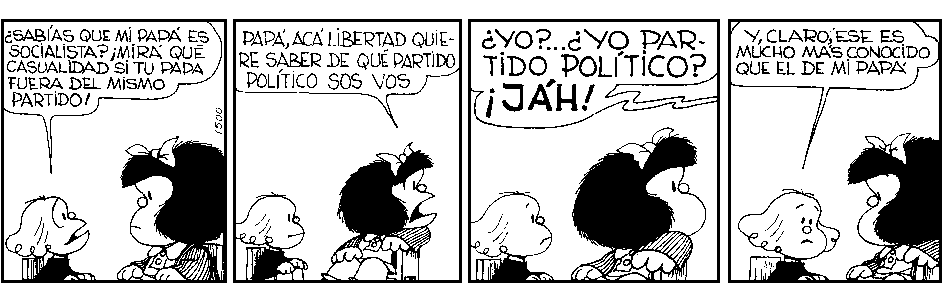 ¿SABÍAS QUE MI PAPÁ ES
SOCIALISTA? ¡MIRÁ QUÉ
CASUALIDAD SI TU PAPÁ
FUERA DEL MISMO
PARTIDO!
1500
PAPÁ, ACÁ LIBERTAD QUIE-
RE SABER DE QUÉ PARTIDO
POLÍTICO SOS VOS
¿YO?...¿YO PAR-
TIDO POLÍTICO?
¡JÁH!
Y, CLARO, ESE ES
MUCHO MÁS CONOCIDO
QUE EL DE MI PAPÁ